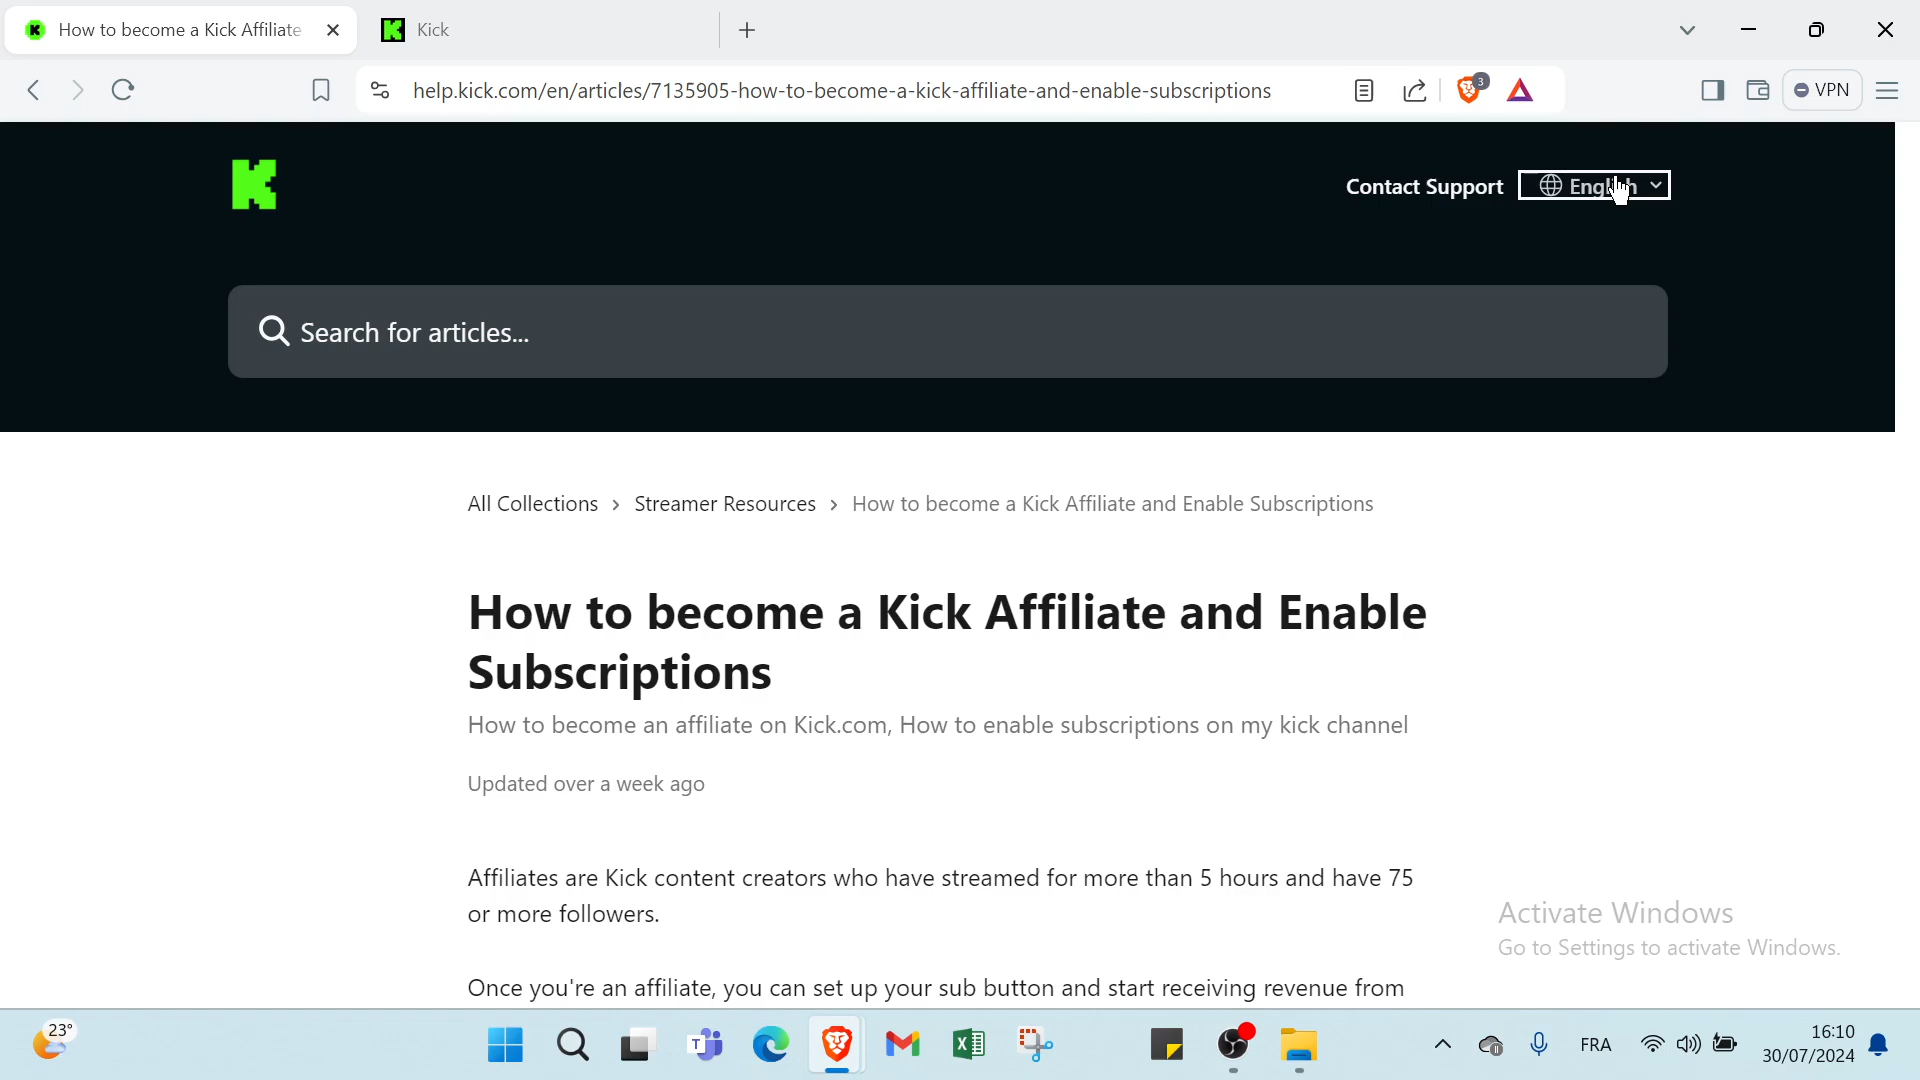 How to become a Kick Affiliate
Kick
help.kick.com/en/articles/7135905-how-to-become-a-kick-affiliate-and-enable-subscriptions
3
VPN
Contact Support
English
Search for articles...
All Collections > Streamer Resources > How to become a Kick Affiliate and Enable Subscriptions
How to become a Kick Affiliate and Enable
Subscriptions
How to become an affiliate on Kick.com, How to enable subscriptions on my kick channel
Updated over a week ago
Affiliates are Kick content creators who have streamed for more than 5 hours and have 75
or more followers.
Activate Windows
Go to Settings to activate Windows.
Once you're an affiliate, you can set up your sub button and start receiving revenue from
23°
FRA
16:10
30/07/2024